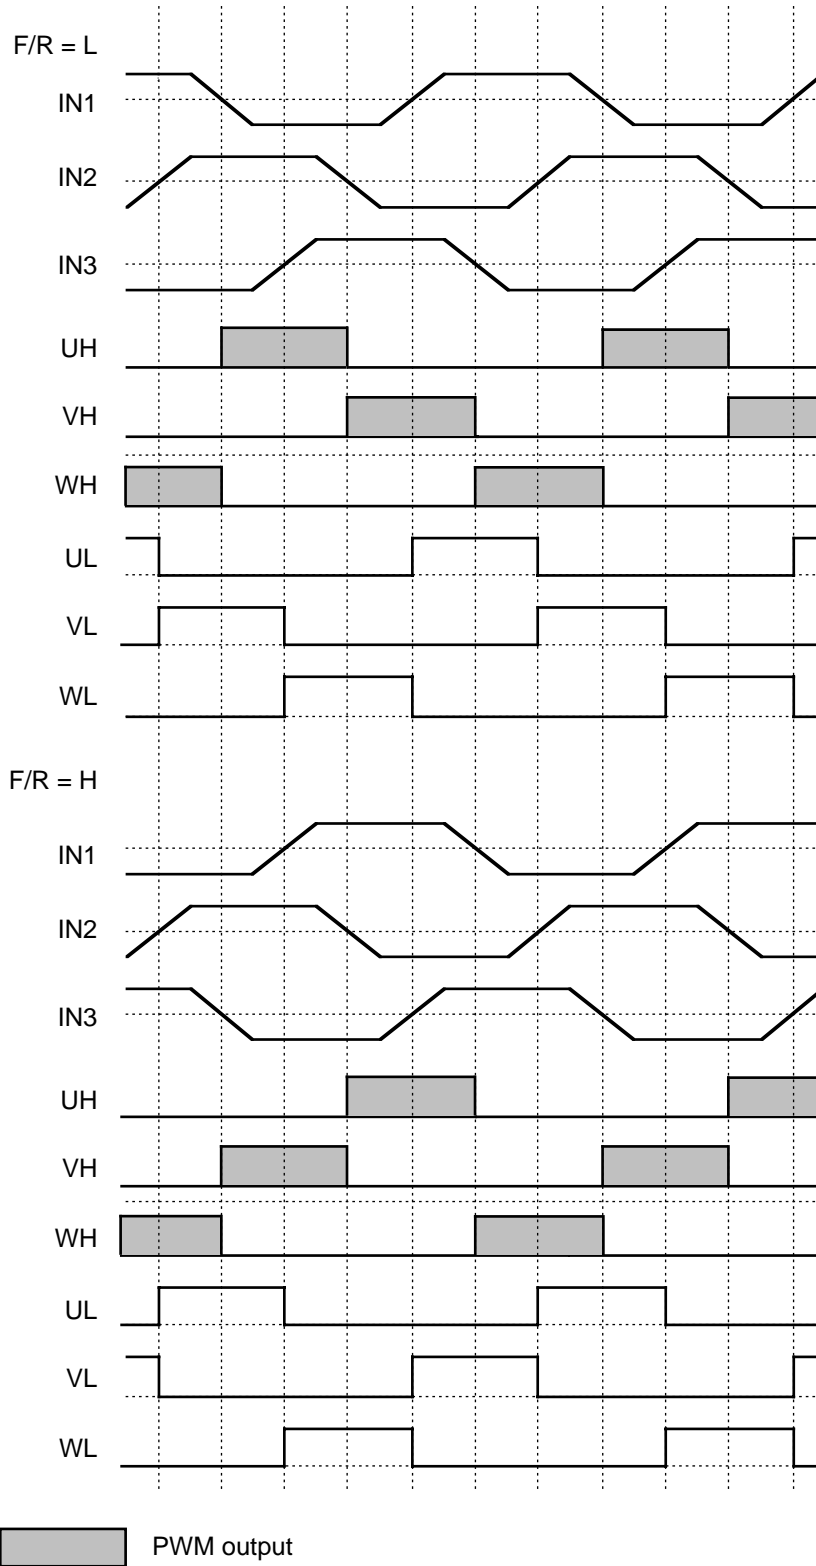 F/R = L
IN1
IN2
IN3
UH
VH
WH
UL
VL
WL
F/R = H
IN1
IN2
IN3
UH
VH
WH
UL
VL
WL
PWM output